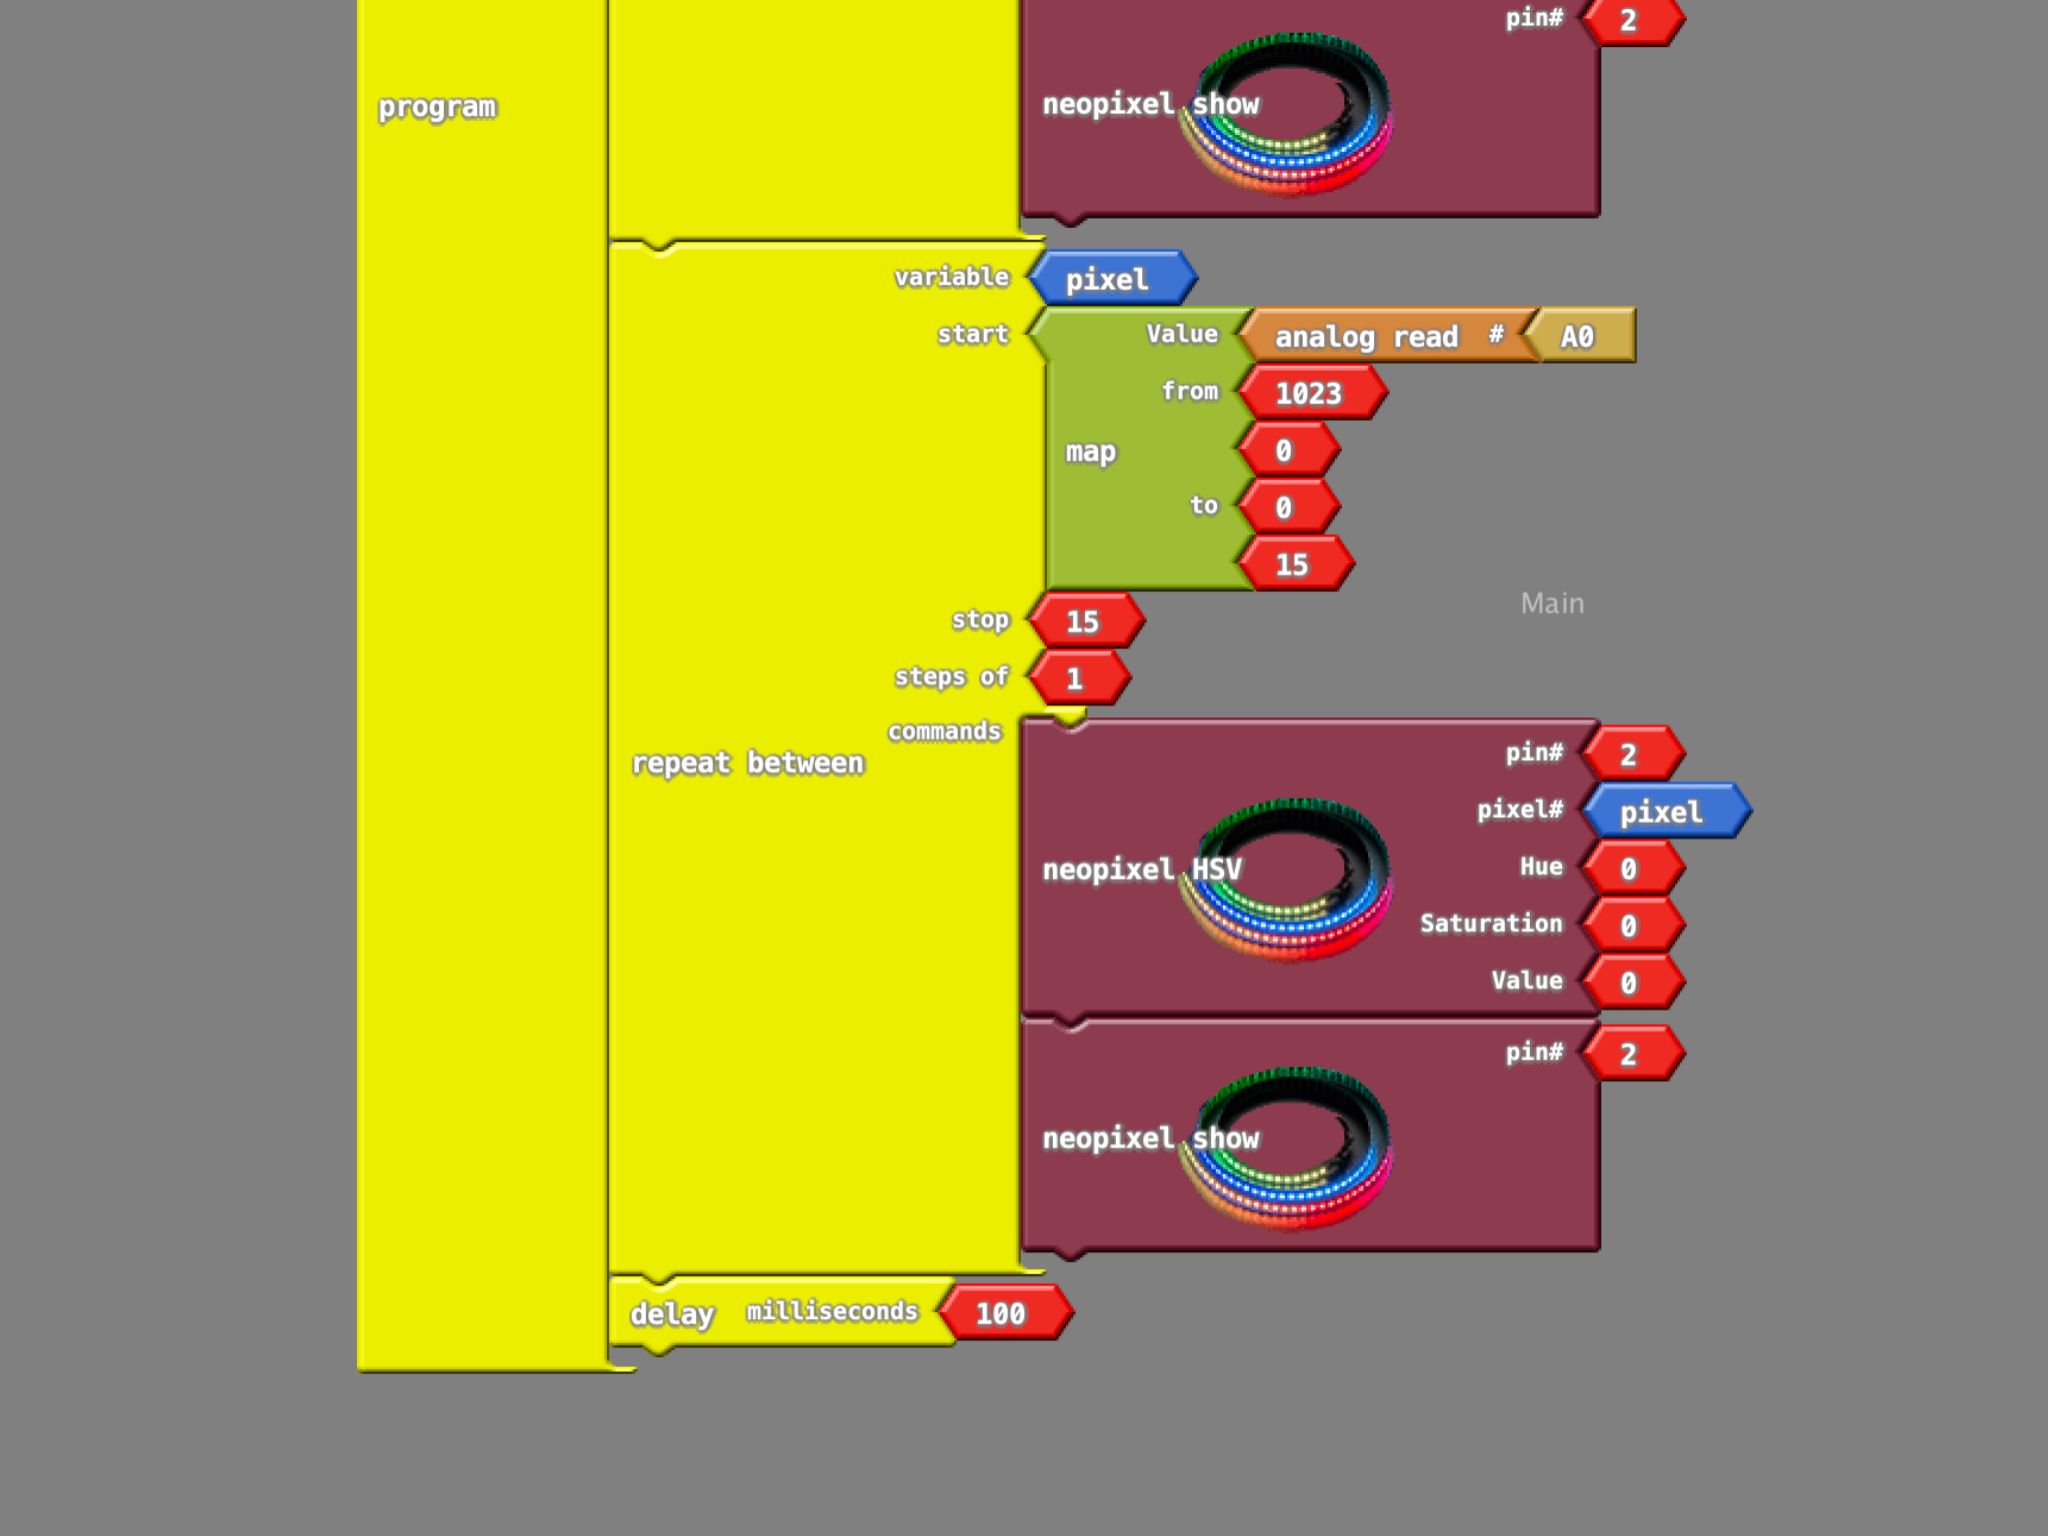 pin# 2
program
neopixel show
variable pixel
start
Value analog read # A0
from 1023
map
0
to 0
15
Main
stop 15
steps of 1
commands
repeat between
pin# 2
pixel# pixel
neopixel HSV
Hue 0
Saturation 0
Value 0
pin# 2
neopixel show
delay milliseconds 100